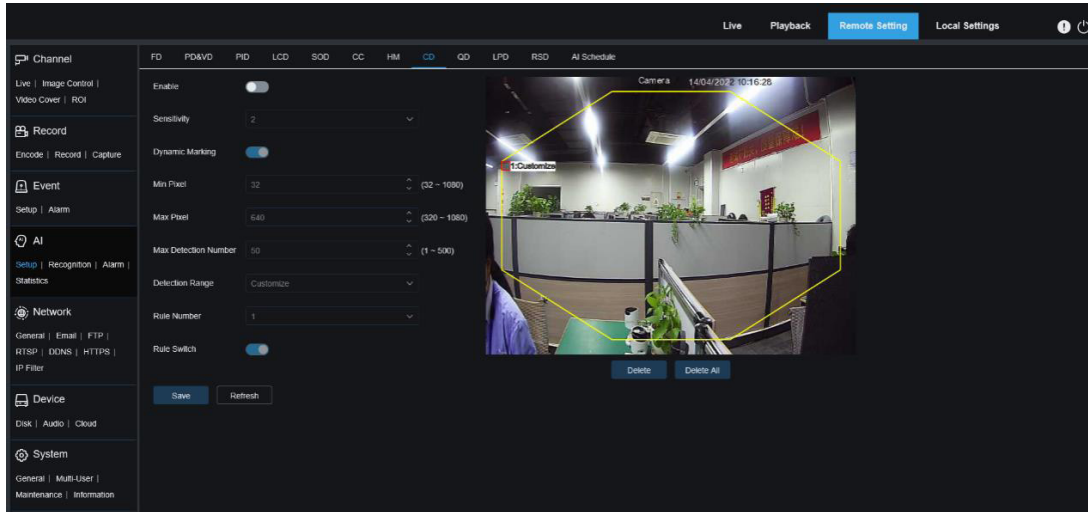 Live Playback Remote Setting Local Settings
Channel
Live | Image Control |
Video Cover | ROI
Record
Encode | Record | Capture
Event
Setup | Alarm
AI
Setup | Recognition | Alarm |
Statistics
Network
General | Email | FTP |
RTSP | DDNS | HTTPS |
IP Filter
Device
Disk | Audio | Cloud
System
General | Multi-User |
Maintenance | Information
FD PD&VD PID LCD SOD CC HM CD QD LPD RSD AI Schedule
Enable
Sensitivity 2
Dynamic Marking
Min Pixel 32 (32 ~ 1080)
Max Pixel 640 (320 ~ 1080)
Max Detection Number 50 (1 ~ 500)
Detection Range Customize
Rule Number 1
Rule Switch
Save Refresh
Camera 14/04/2022 10:16:28
1:Customize
Delete Delete All